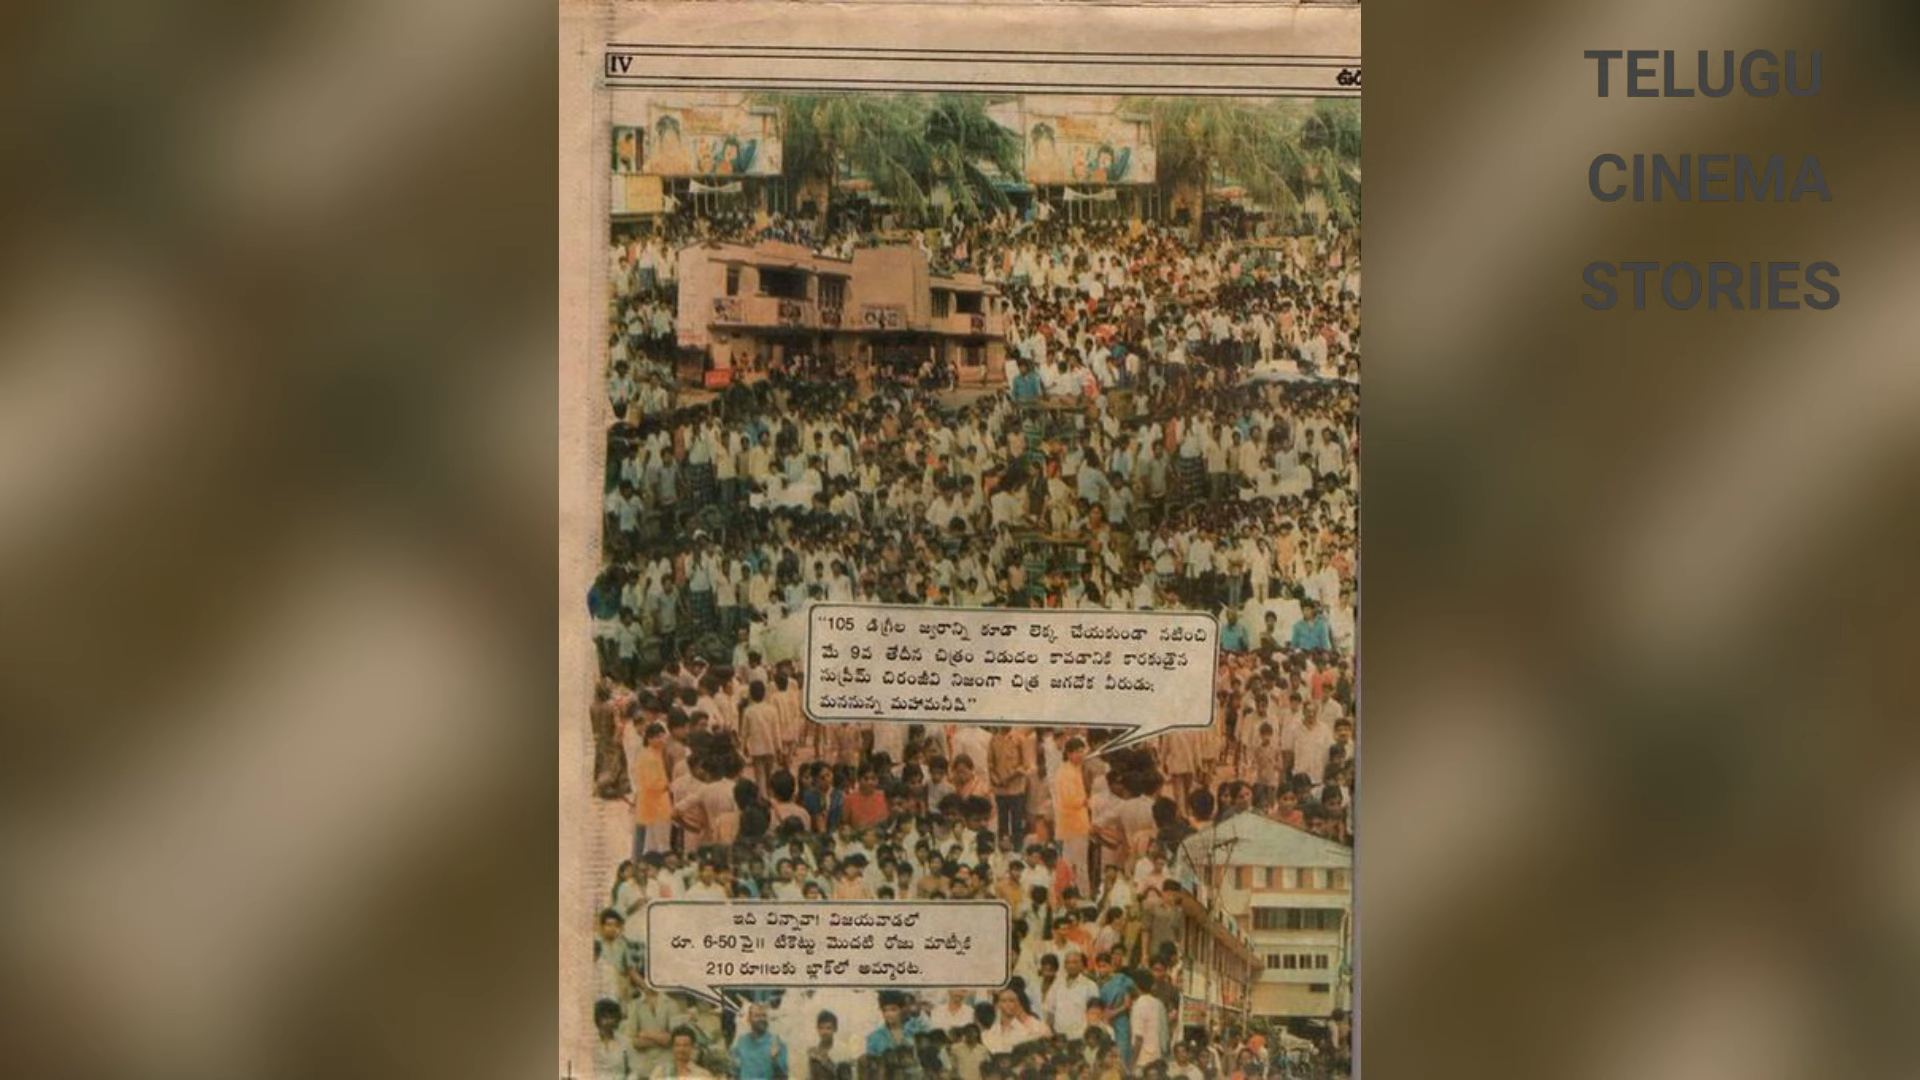 IV
TELUGU
CINEMA
STORIES
"105 డిగ్రీల జ్వరాన్ని కూడా లెక్క చేయకుండా నటించి
మే 9వ తేదీన చిత్రం విడుదల కావడానికి కారకుడైన
సుప్రీమ్ చిరంజీవి నిజంగా చిత్ర జగదేక వీరుడు;
మనసున్న మహామనీషి"
ఇది విన్నావా! విజయవాడలో
రూ. 6-50 పై॥ టికెట్టు మొదటి రోజు మాట్నీకి
210 రూ॥లకు బ్లాక్‌లో అమ్మారట.